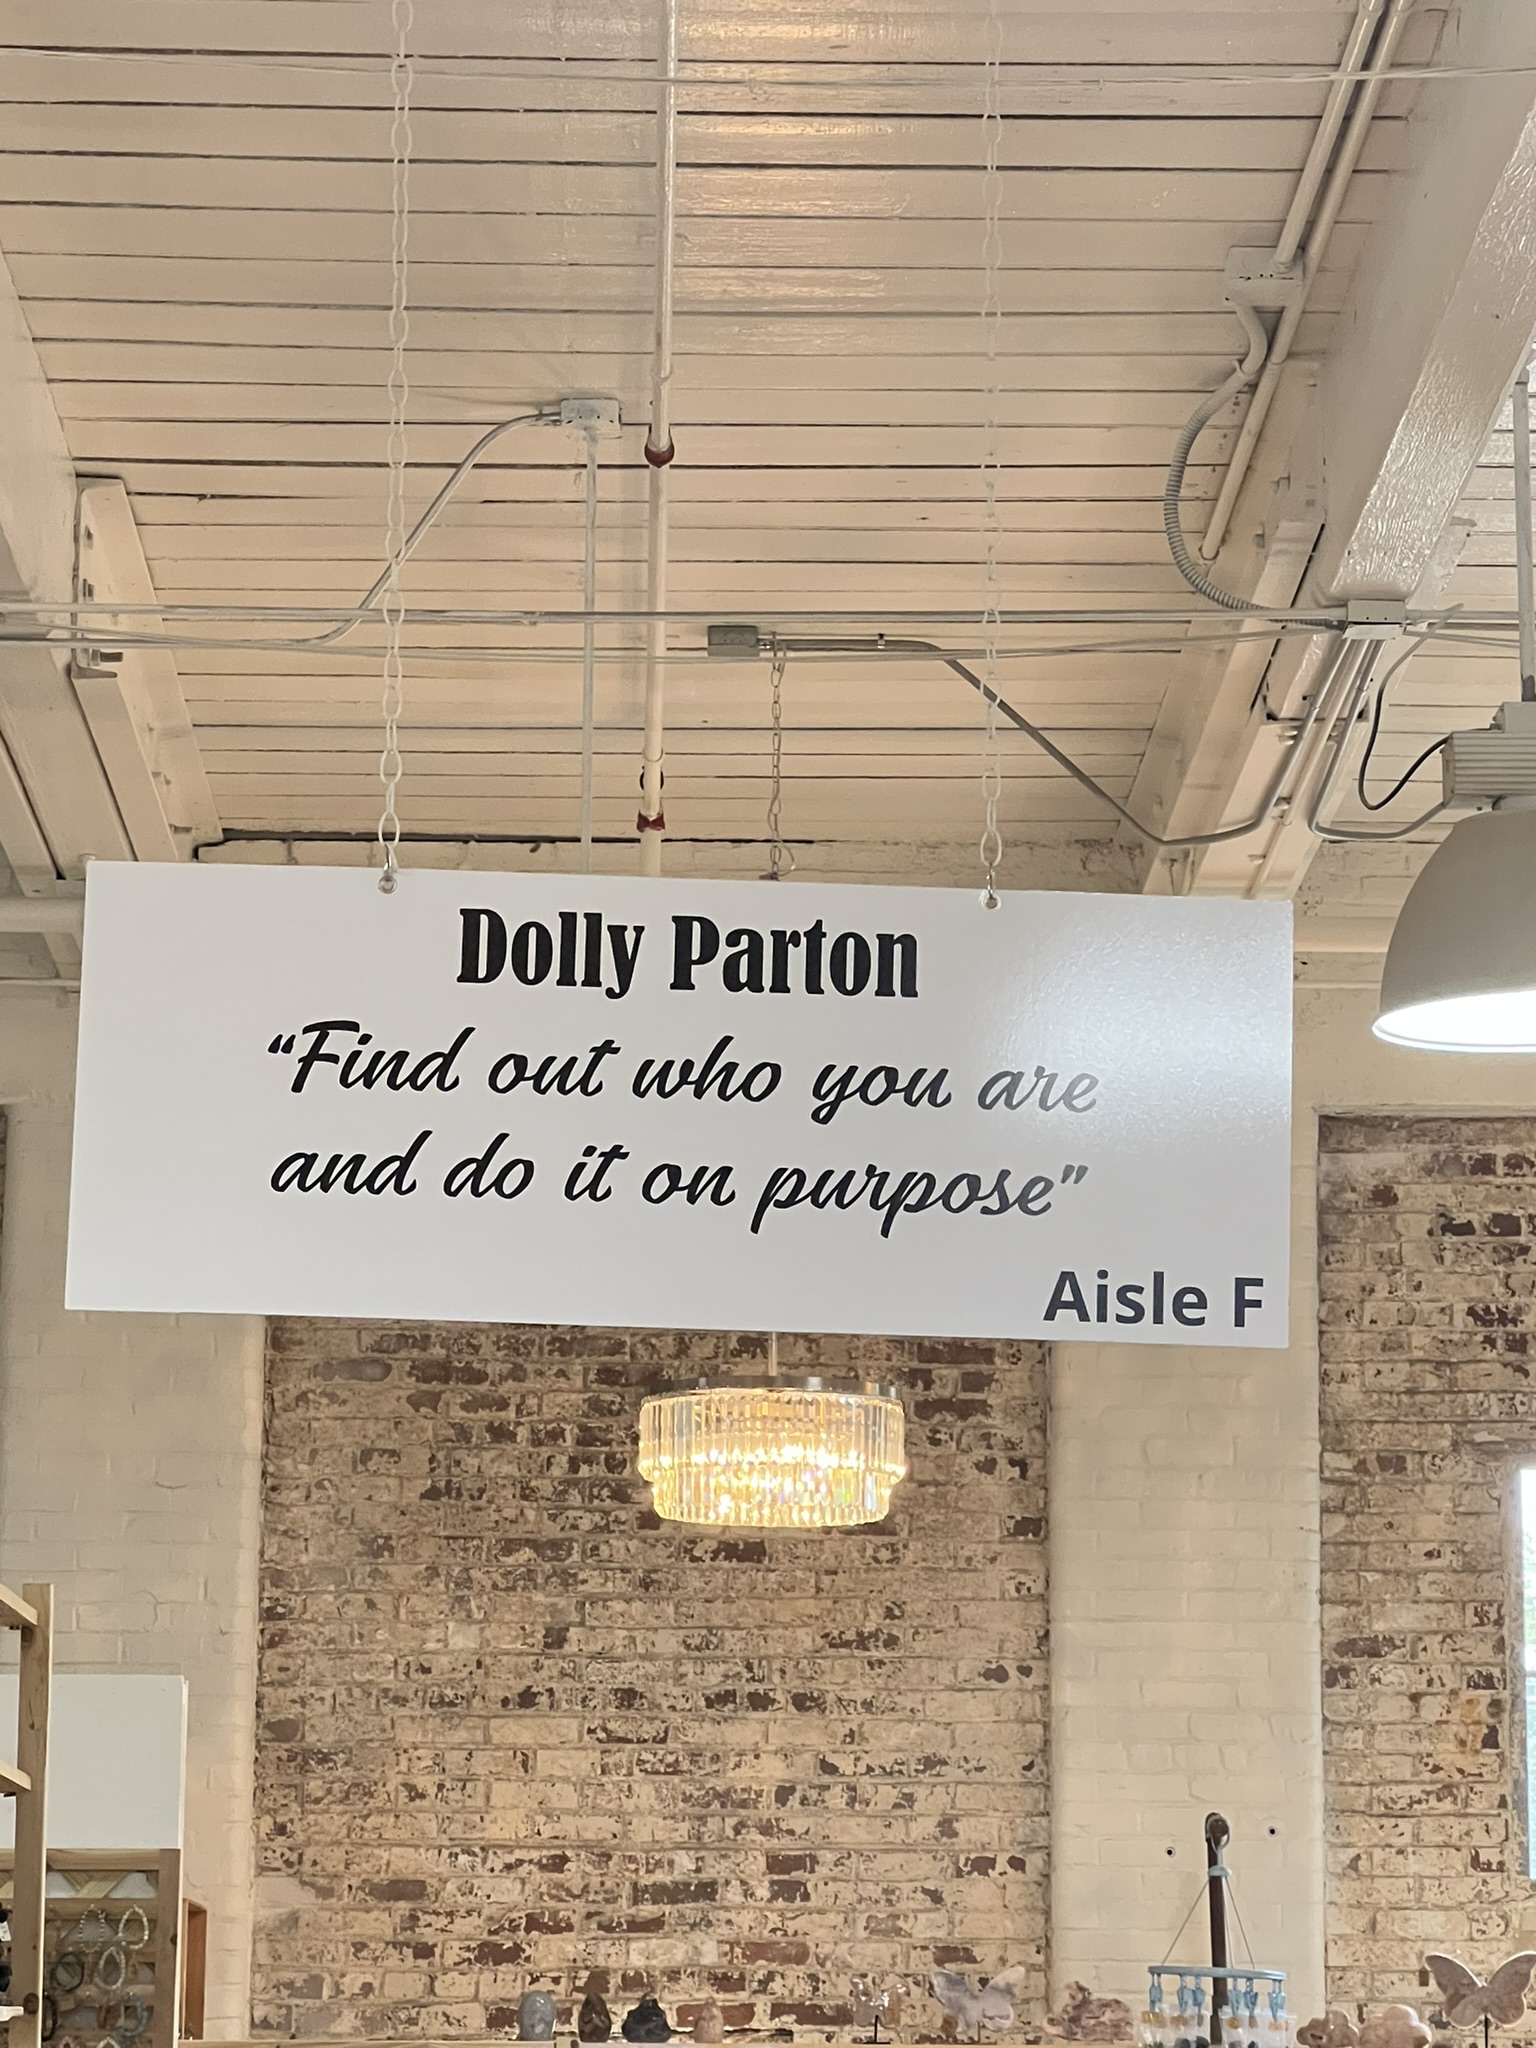 Dolly Parton
“Find out who you are
and do it on purpose”
Aisle F